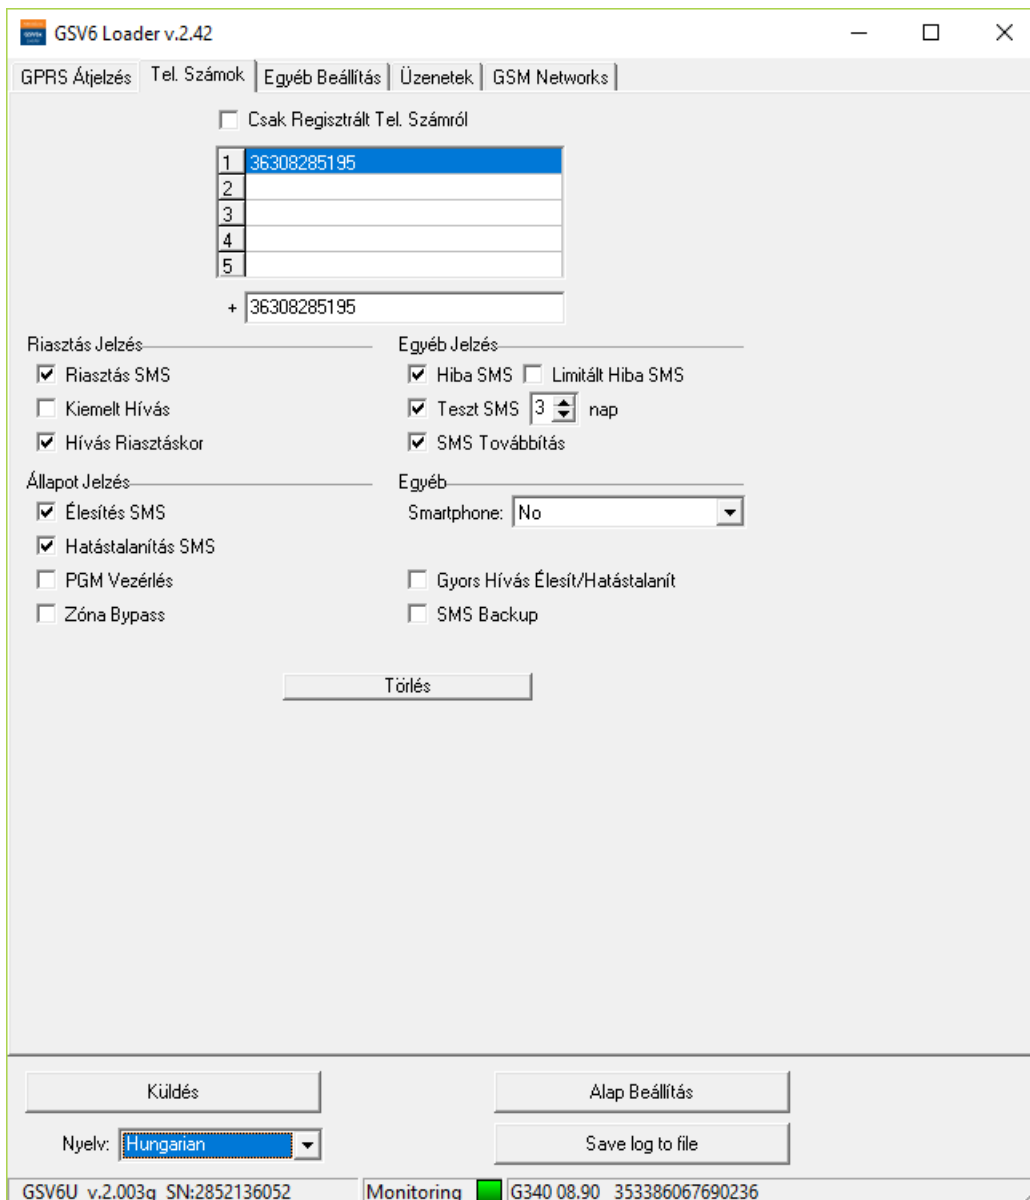 GSV6 Loader v.2.42
GPRS Átjelzés Tel. Számok Egyéb Beállítás Üzenetek GSM Networks
Csak Regisztrált Tel. Számról
1 36308285195
2
3
4
5
+ 36308285195
Riasztás Jelzés Egyéb Jelzés
Riasztás SMS Hiba SMS Limitált Hiba SMS
Kiemelt Hívás Teszt SMS 3 nap
Hívás Riasztáskor SMS Továbbítás
Állapot Jelzés Egyéb
Élesítés SMS Smartphone: No
Hatástalanítás SMS
PGM Vezérlés Gyors Hívás Élesít/Hatástalanít
Zóna Bypass SMS Backup
Törlés
Küldés Alap Beállítás
Nyelv: Hungarian Save log to file
GSV6U v.2.003g SN:2852136052 Monitoring G340 08.90 353386067690236